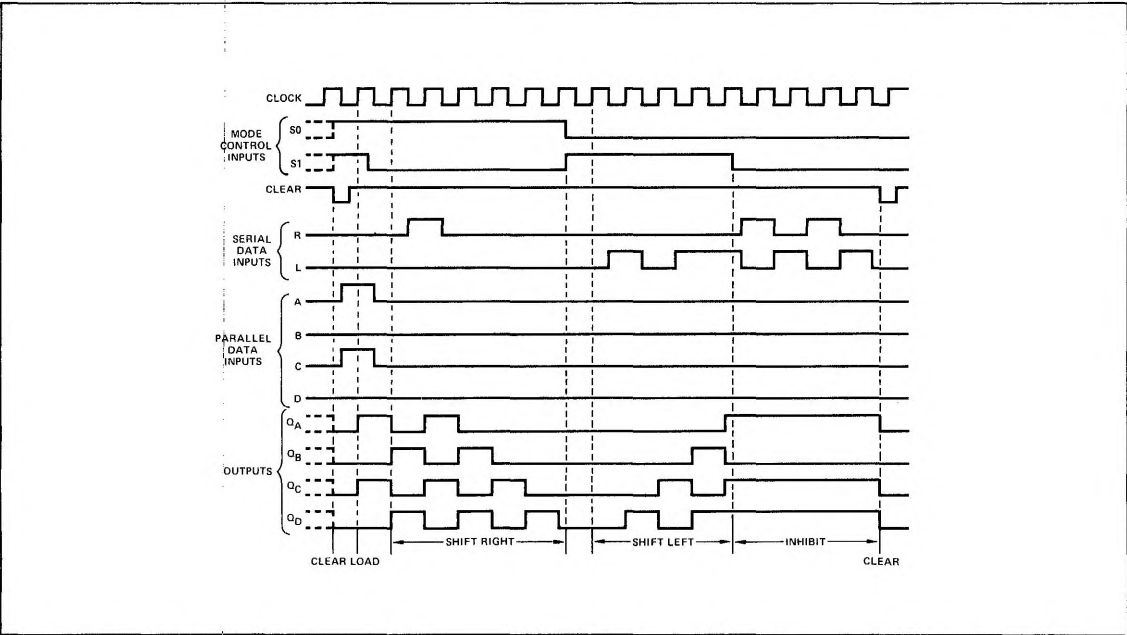 CLOCK
MODE
CONTROL
INPUTS
S0
S1
CLEAR
SERIAL
DATA
INPUTS
R
L
PARALLEL
DATA
INPUTS
A
B
C
D
OUTPUTS
QA
QB
QC
QD
SHIFT RIGHT
SHIFT LEFT
INHIBIT
CLEAR LOAD
CLEAR